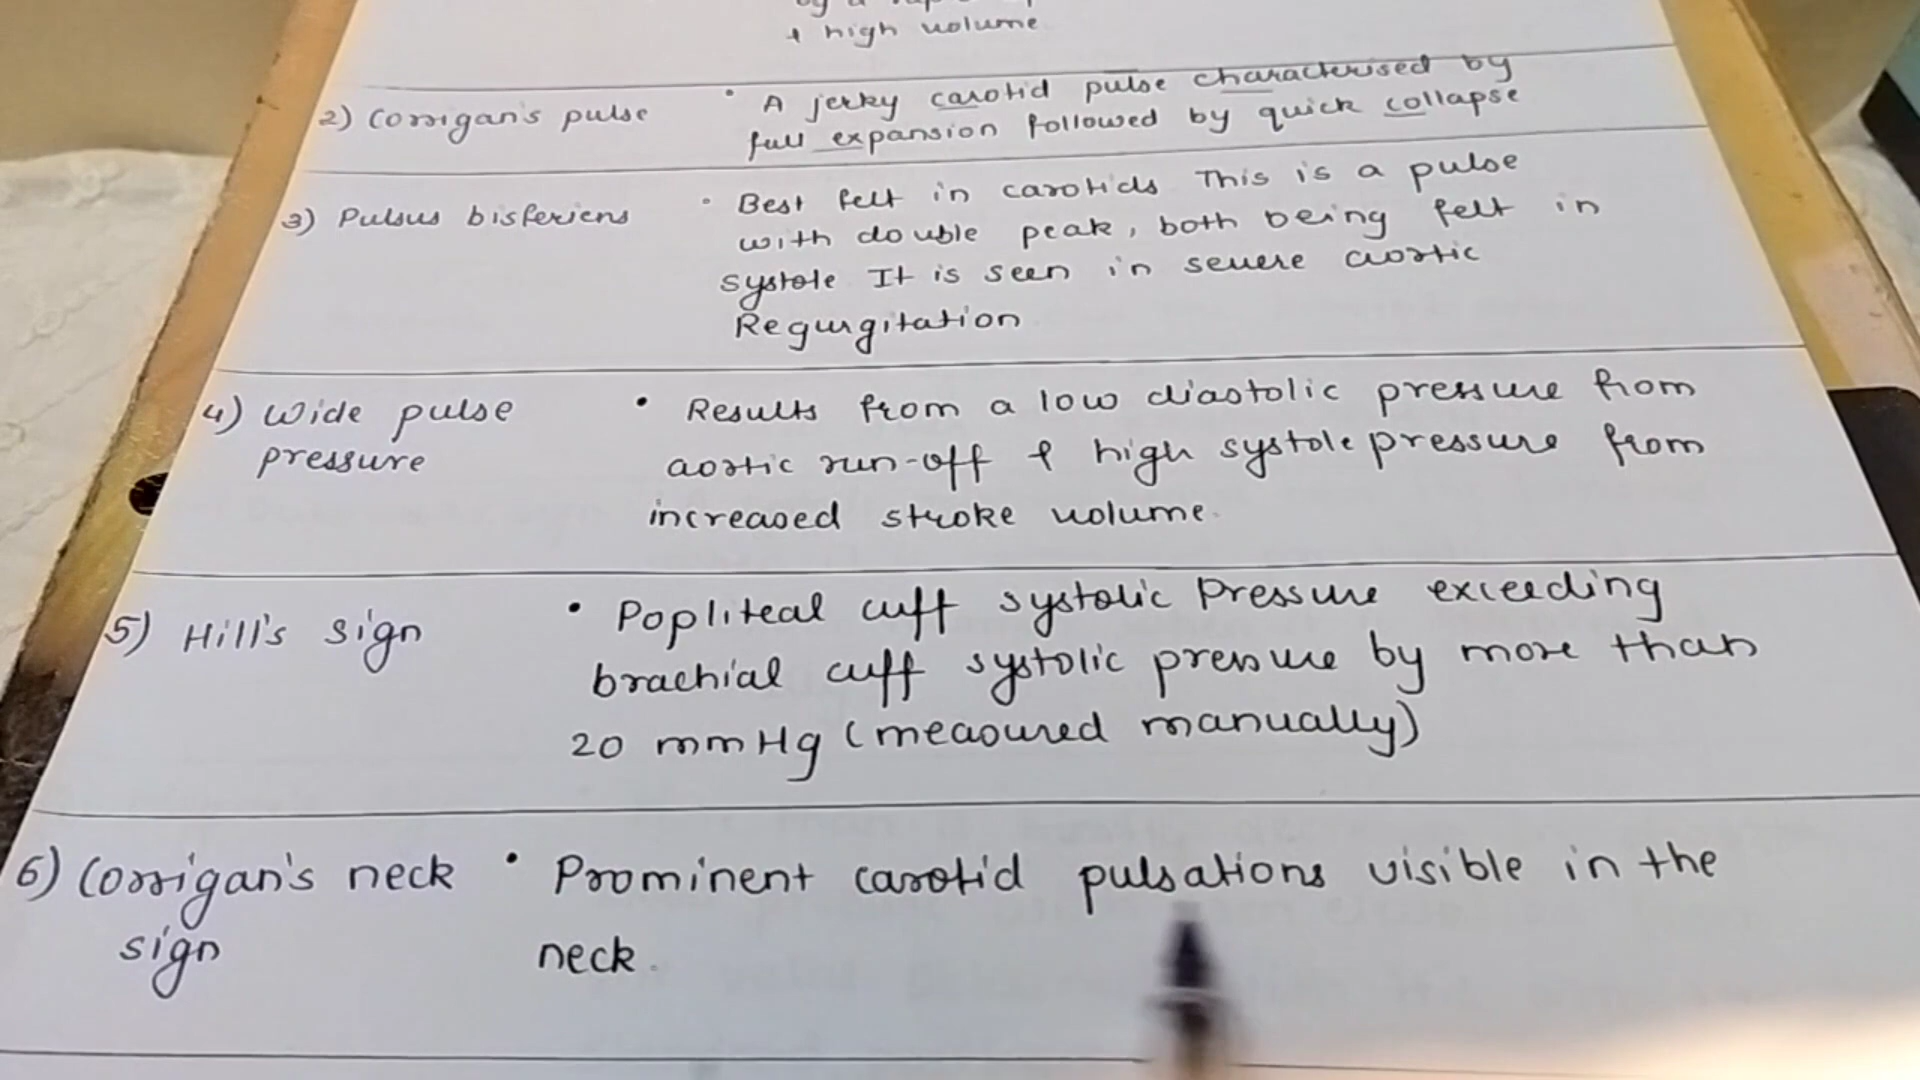 & high volume
2) Corrigan's pulse • A jerky carotid pulse characterised by
full expansion followed by quick collapse
3) Pulsus bisferiens • Best felt in carotids This is a pulse
with double peak, both being felt in
systole It is seen in severe aortic
Regurgitation
4) Wide pulse pressure • Results from a low diastolic pressure from
aortic run-off & high systole pressure from
increased stroke volume.
5) Hill's sign • Popliteal cuff systolic Pressure exceeding
brachial cuff systolic pressure by more than
20 mmHg (measured manually)
6) Corrigan's neck sign • Prominent carotid pulsations visible in the
neck.